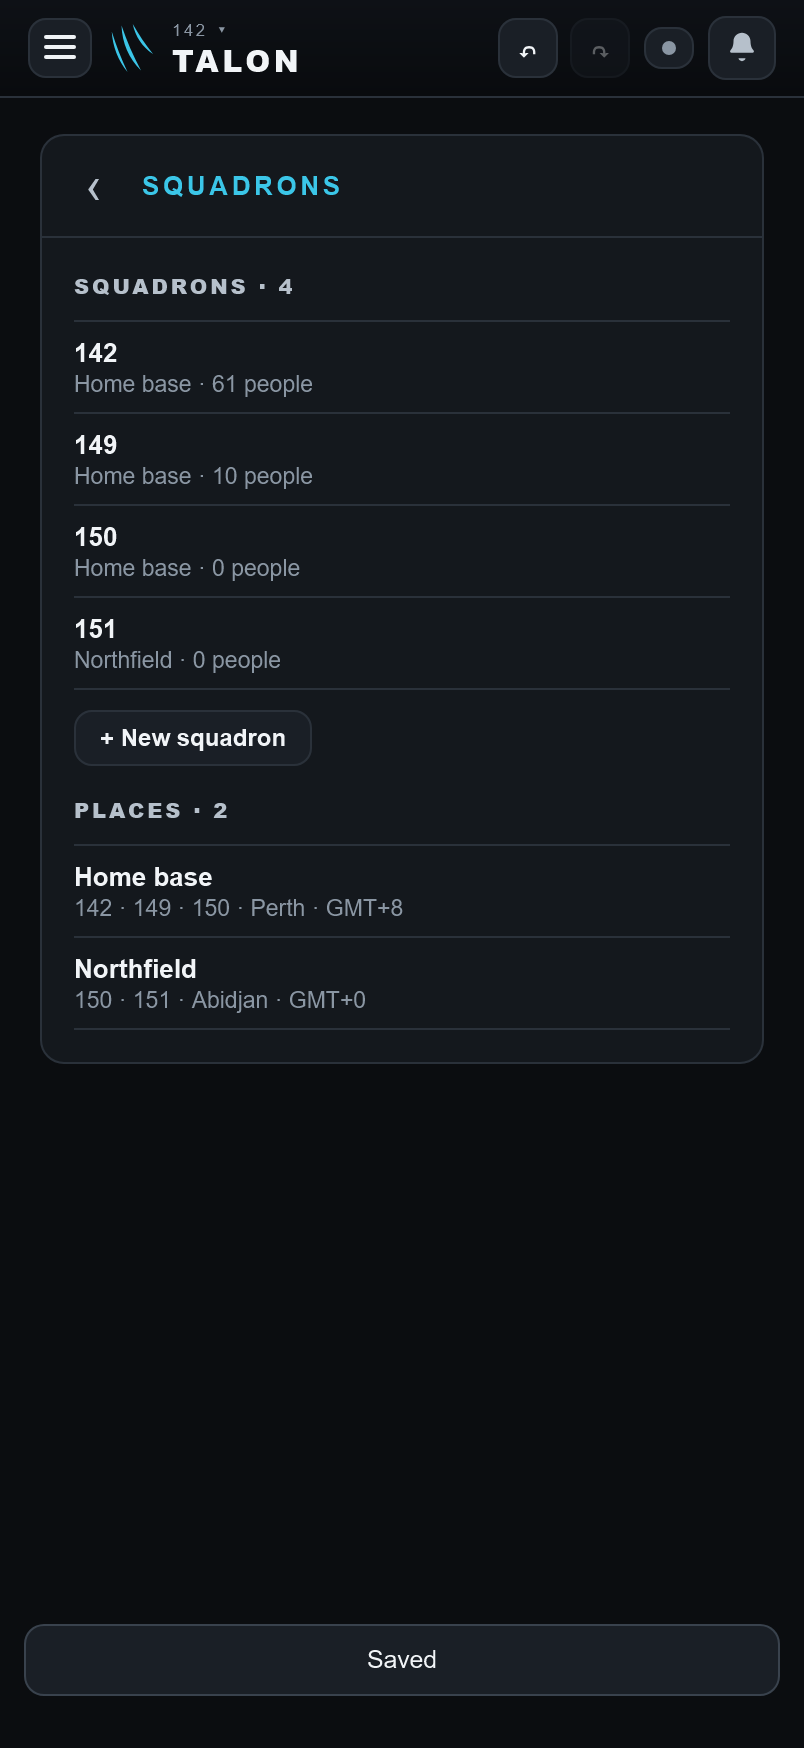 142 ▾
TALON
SQUADRONS
SQUADRONS · 4
142
Home base · 61 people
149
Home base · 10 people
150
Home base · 0 people
151
Northfield · 0 people
+ New squadron
PLACES · 2
Home base
142 · 149 · 150 · Perth · GMT+8
Northfield
150 · 151 · Abidjan · GMT+0
Saved